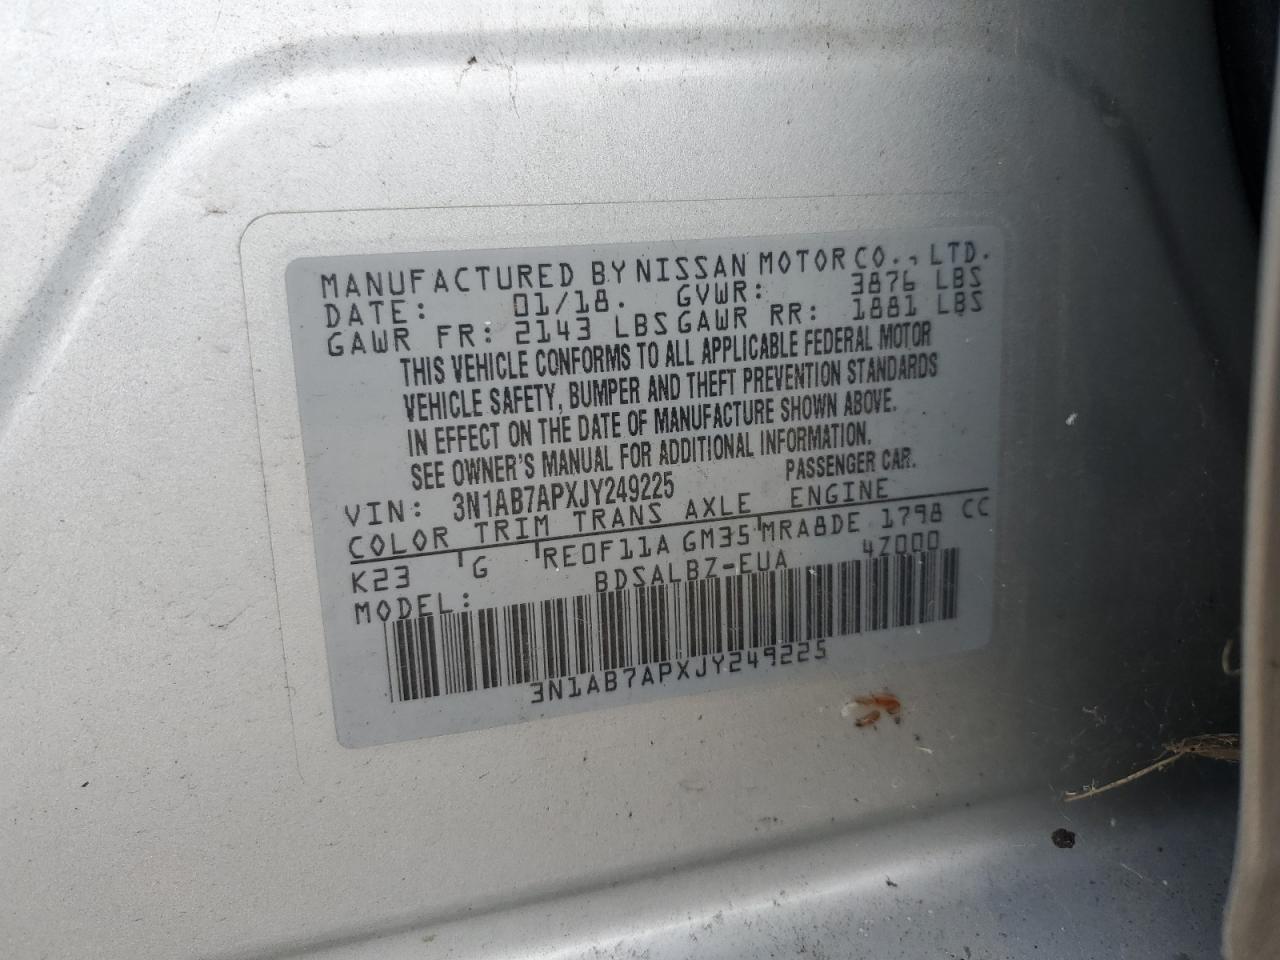 MANUFACTURED BY NISSAN MOTOR CO., LTD.
DATE: 01/18. GVWR: 3876 LBS
GAWR FR: 2143 LBS GAWR RR: 1881 LBS
THIS VEHICLE CONFORMS TO ALL APPLICABLE FEDERAL MOTOR
VEHICLE SAFETY, BUMPER AND THEFT PREVENTION STANDARDS
IN EFFECT ON THE DATE OF MANUFACTURE SHOWN ABOVE.
SEE OWNER'S MANUAL FOR ADDITIONAL INFORMATION.
VIN: 3N1AB7APXJY249225 PASSENGER CAR.
COLOR TRIM TRANS AXLE ENGINE
K23 G RE0F11A GM35 MRA8DE 1798 CC
MODEL: BDSALBZ-EUA 4Z000
3N1AB7APXJY249225